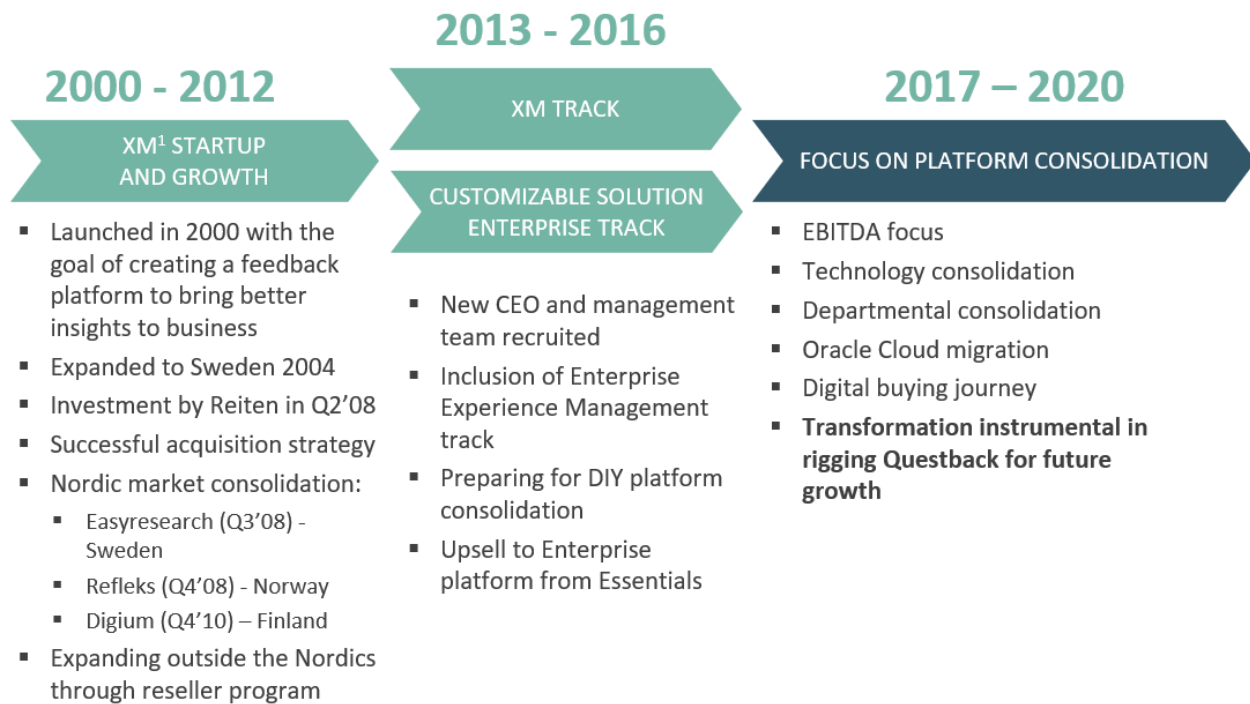 2000 - 2012
XM¹ STARTUP
AND GROWTH
▪ Launched in 2000 with the
goal of creating a feedback
platform to bring better
insights to business
▪ Expanded to Sweden 2004
▪ Investment by Reiten in Q2'08
▪ Successful acquisition strategy
▪ Nordic market consolidation:
▪ Easyresearch (Q3'08) -
Sweden
▪ Refleks (Q4'08) - Norway
▪ Digium (Q4'10) – Finland
▪ Expanding outside the Nordics
through reseller program
2013 - 2016
XM TRACK
CUSTOMIZABLE SOLUTION
ENTERPRISE TRACK
▪ New CEO and management
team recruited
▪ Inclusion of Enterprise
Experience Management
track
▪ Preparing for DIY platform
consolidation
▪ Upsell to Enterprise
platform from Essentials
2017 – 2020
FOCUS ON PLATFORM CONSOLIDATION
▪ EBITDA focus
▪ Technology consolidation
▪ Departmental consolidation
▪ Oracle Cloud migration
▪ Digital buying journey
▪ Transformation instrumental in
rigging Questback for future
growth